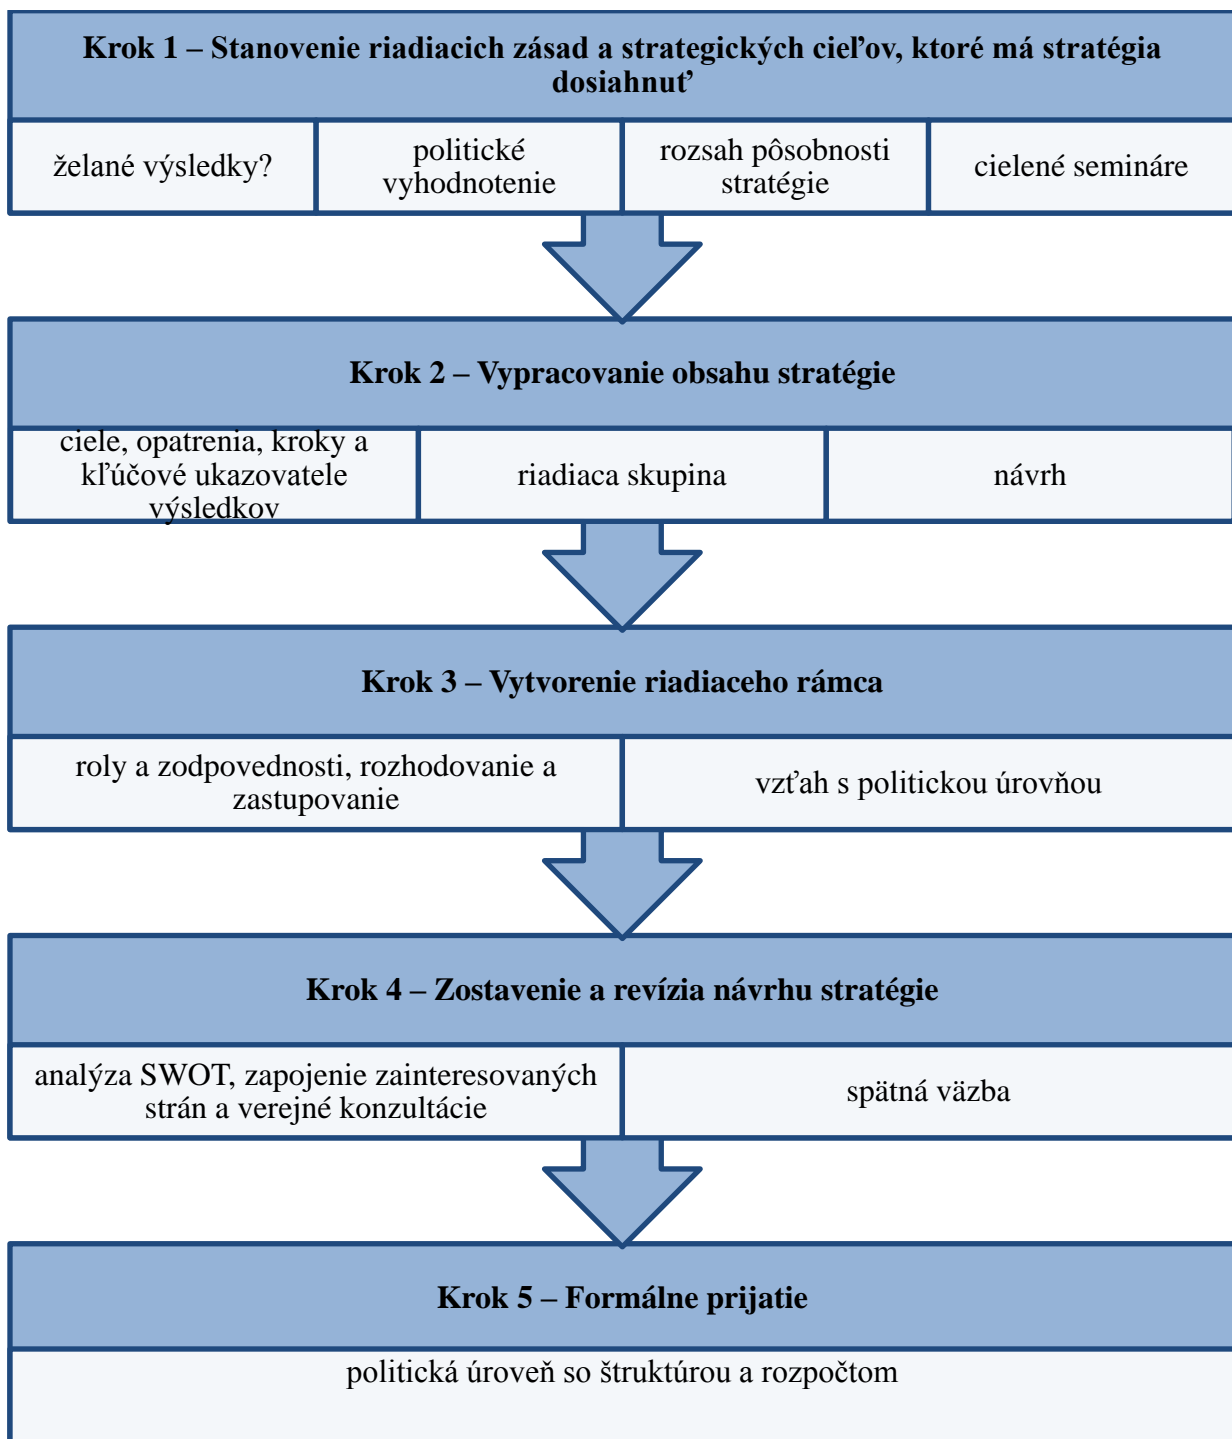 Krok 1 – Stanovenie riadiacich zásad a strategických cieľov, ktoré má stratégia
dosiahnuť
želané výsledky?
politické
vyhodnotenie
rozsah pôsobnosti
stratégie
cielené semináre
Krok 2 – Vypracovanie obsahu stratégie
ciele, opatrenia, kroky a
kľúčové ukazovatele
výsledkov
riadiaca skupina
návrh
Krok 3 – Vytvorenie riadiaceho rámca
roly a zodpovednosti, rozhodovanie a
zastupovanie
vzťah s politickou úrovňou
Krok 4 – Zostavenie a revízia návrhu stratégie
analýza SWOT, zapojenie zainteresovaných
strán a verejné konzultácie
spätná väzba
Krok 5 – Formálne prijatie
politická úroveň so štruktúrou a rozpočtom